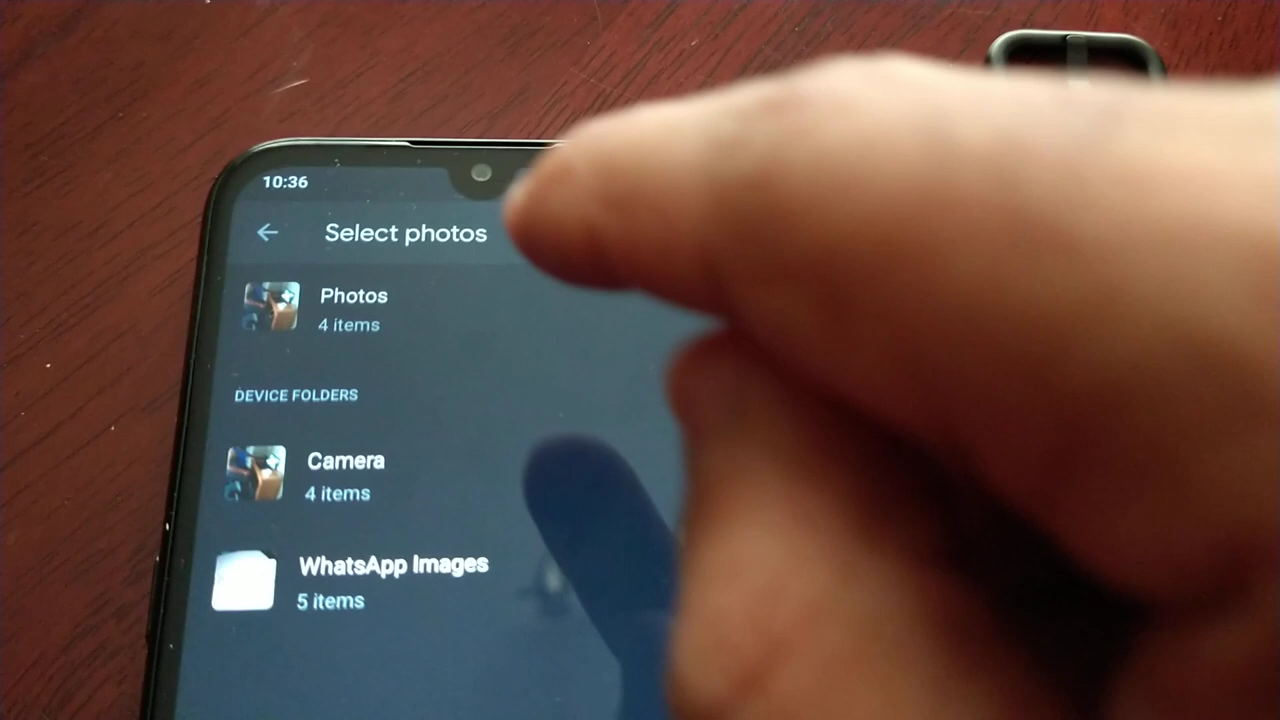 10:36
Select photos
Photos
4 items
DEVICE FOLDERS
Camera
4 items
WhatsApp Images
5 items